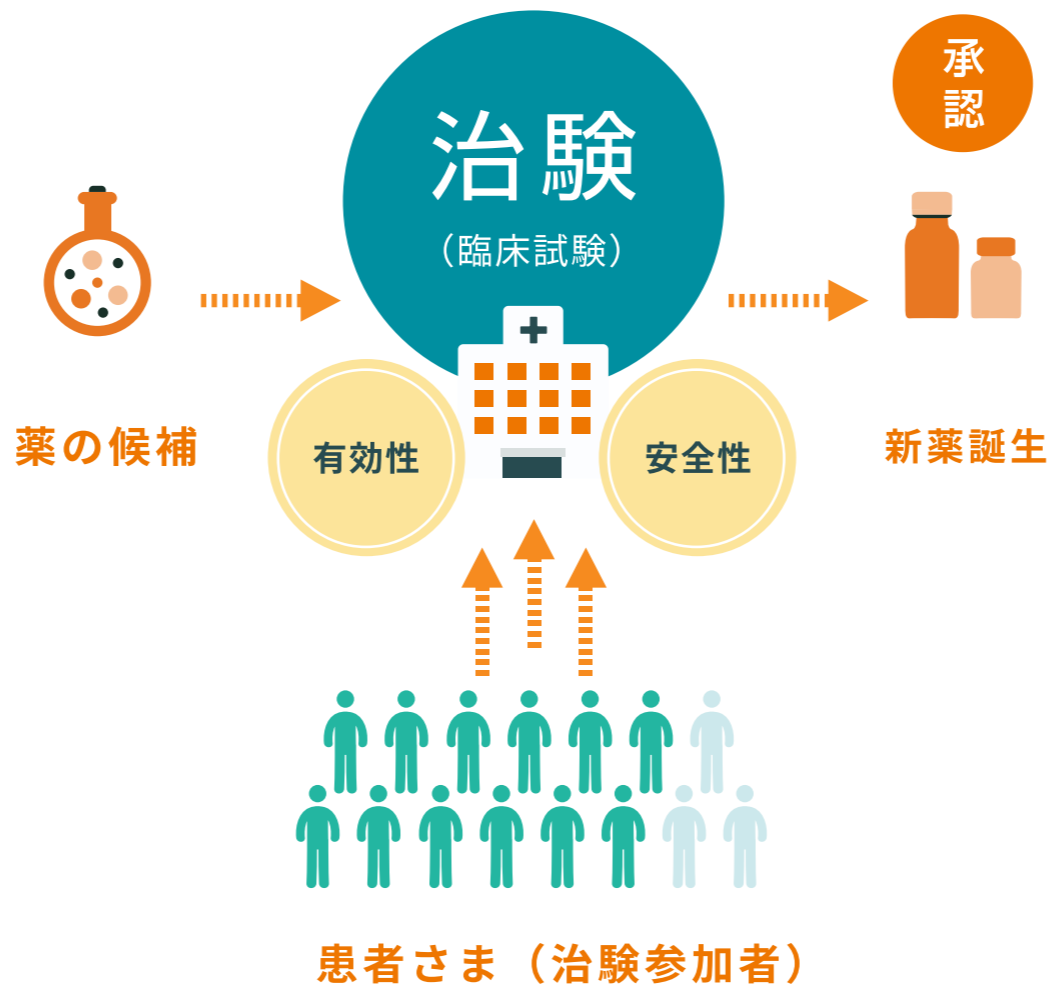 承
認
治験
（臨床試験）
薬の候補
有効性
安全性
新薬誕生
患者さま（治験参加者）